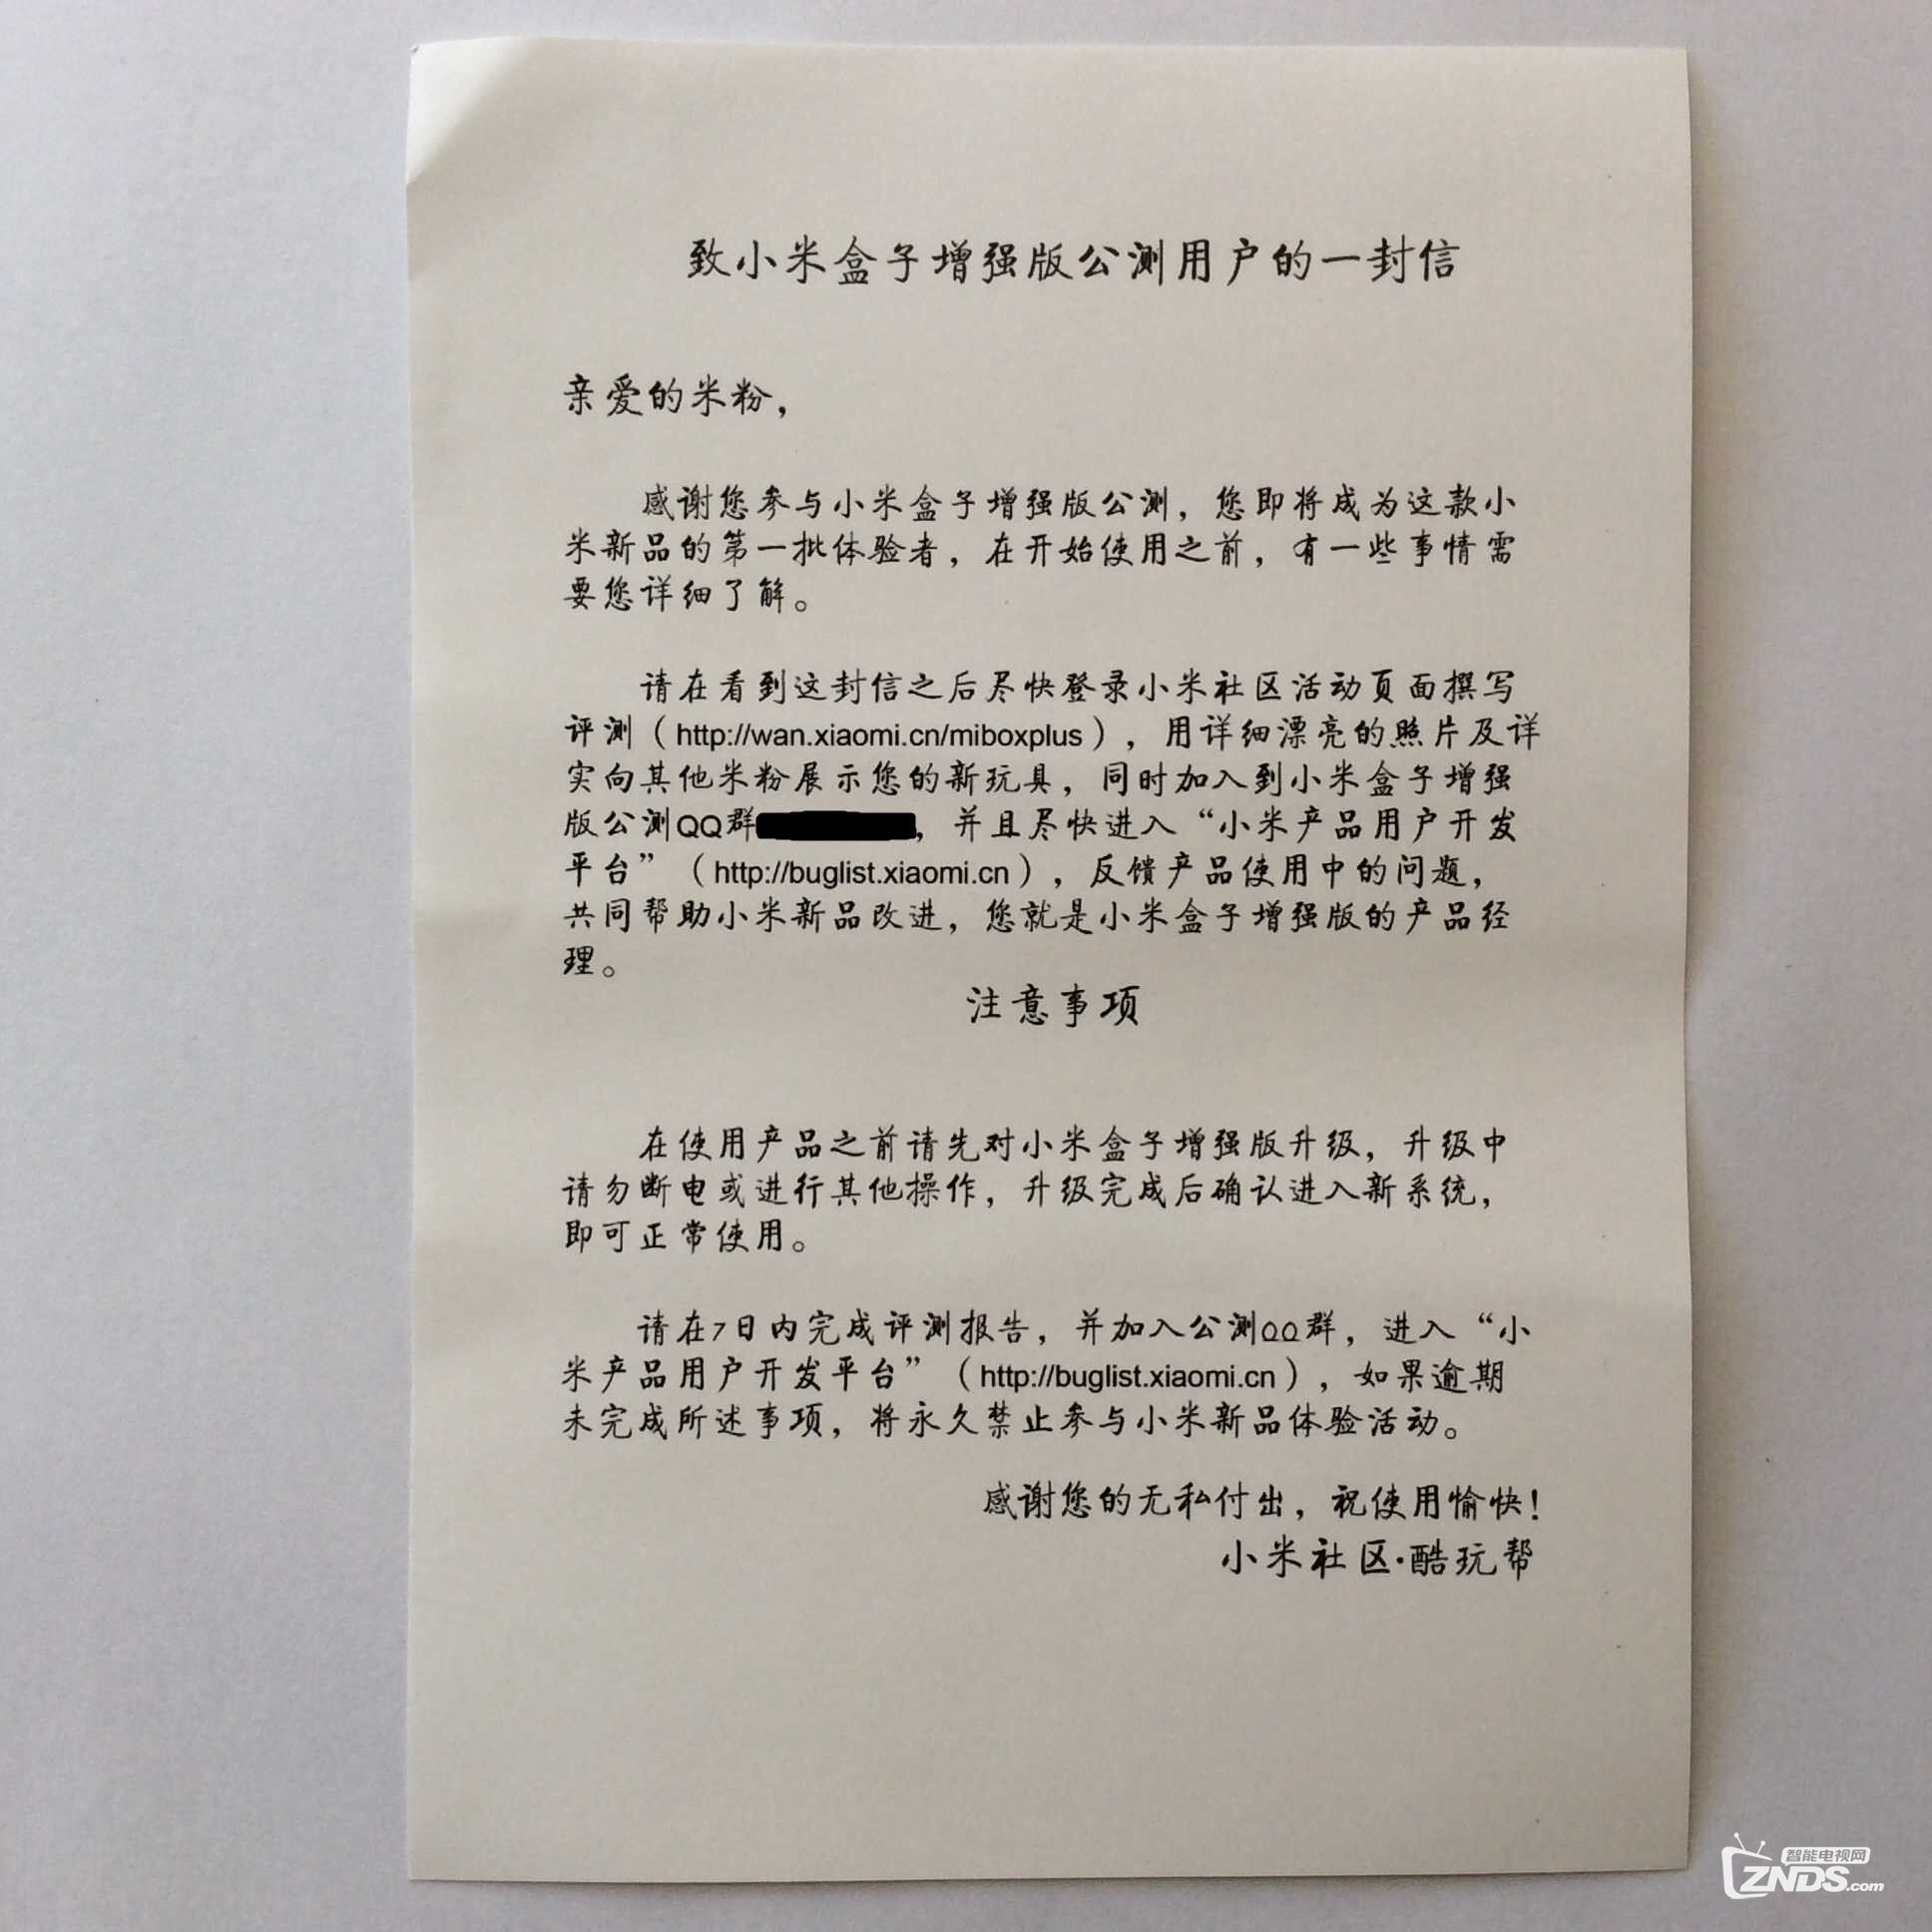 致小米盒子增强版公测用户的一封信
亲爱的米粉，
感谢您参与小米盒子增强版公测，您即将成为这款小
米新品的第一批体验者，在开始使用之前，有一些事情需
要您详细了解。
请在看到这封信之后尽快登录小米社区活动页面撰写
评测（http://wan.xiaomi.cn/miboxplus），用详细漂亮的照片及详
实向其他米粉展示您的新玩具，同时加入到小米盒子增强
版公测QQ群，并且尽快进入“小米产品用户开发
平台”（http://buglist.xiaomi.cn），反馈产品使用中的问题，
共同帮助小米新品改进，您就是小米盒子增强版的产品经
理。
注意事项
在使用产品之前请先对小米盒子增强版升级，升级中
请勿断电或进行其他操作，升级完成后确认进入新系统，
即可正常使用。
请在7日内完成评测报告，并加入公测QQ群，进入“小
米产品用户开发平台”（http://buglist.xiaomi.cn），如果逾期
未完成所述事项，将永久禁止参与小米新品体验活动。
感谢您的无私付出，祝使用愉快！
小米社区·酷玩帮
智能电视网
ZNDS.com